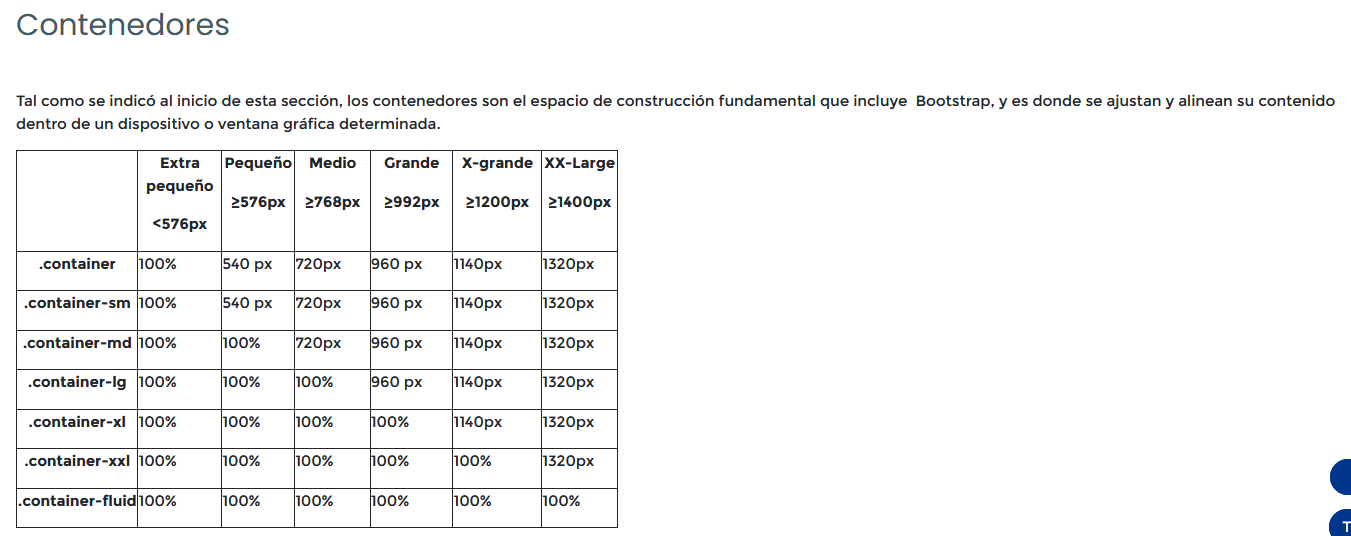 Contenedores
Tal como se indicó al inicio de esta sección, los contenedores son el espacio de construcción fundamental que incluye  Bootstrap, y es donde se ajustan y alinean su contenido
dentro de un dispositivo o ventana gráfica determinada.
Extra pequeño <576px Pequeño ≥576px Medio ≥768px Grande ≥992px X-grande ≥1200px XX-Large ≥1400px
.container 100% 540 px 720px 960 px 1140px 1320px
.container-sm 100% 540 px 720px 960 px 1140px 1320px
.container-md 100% 100% 720px 960 px 1140px 1320px
.container-lg 100% 100% 100% 960 px 1140px 1320px
.container-xl 100% 100% 100% 100% 1140px 1320px
.container-xxl 100% 100% 100% 100% 100% 1320px
.container-fluid 100% 100% 100% 100% 100% 100%
T